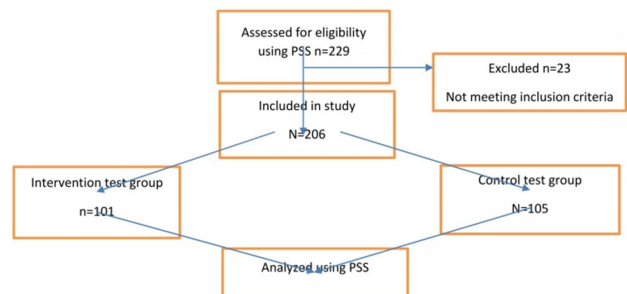 Assessed for eligibility
using PSS n=229
Excluded n=23
Not meeting inclusion criteria
Included in study
N=206
Intervention test group
n=101
Control test group
N=105
Analyzed using PSS